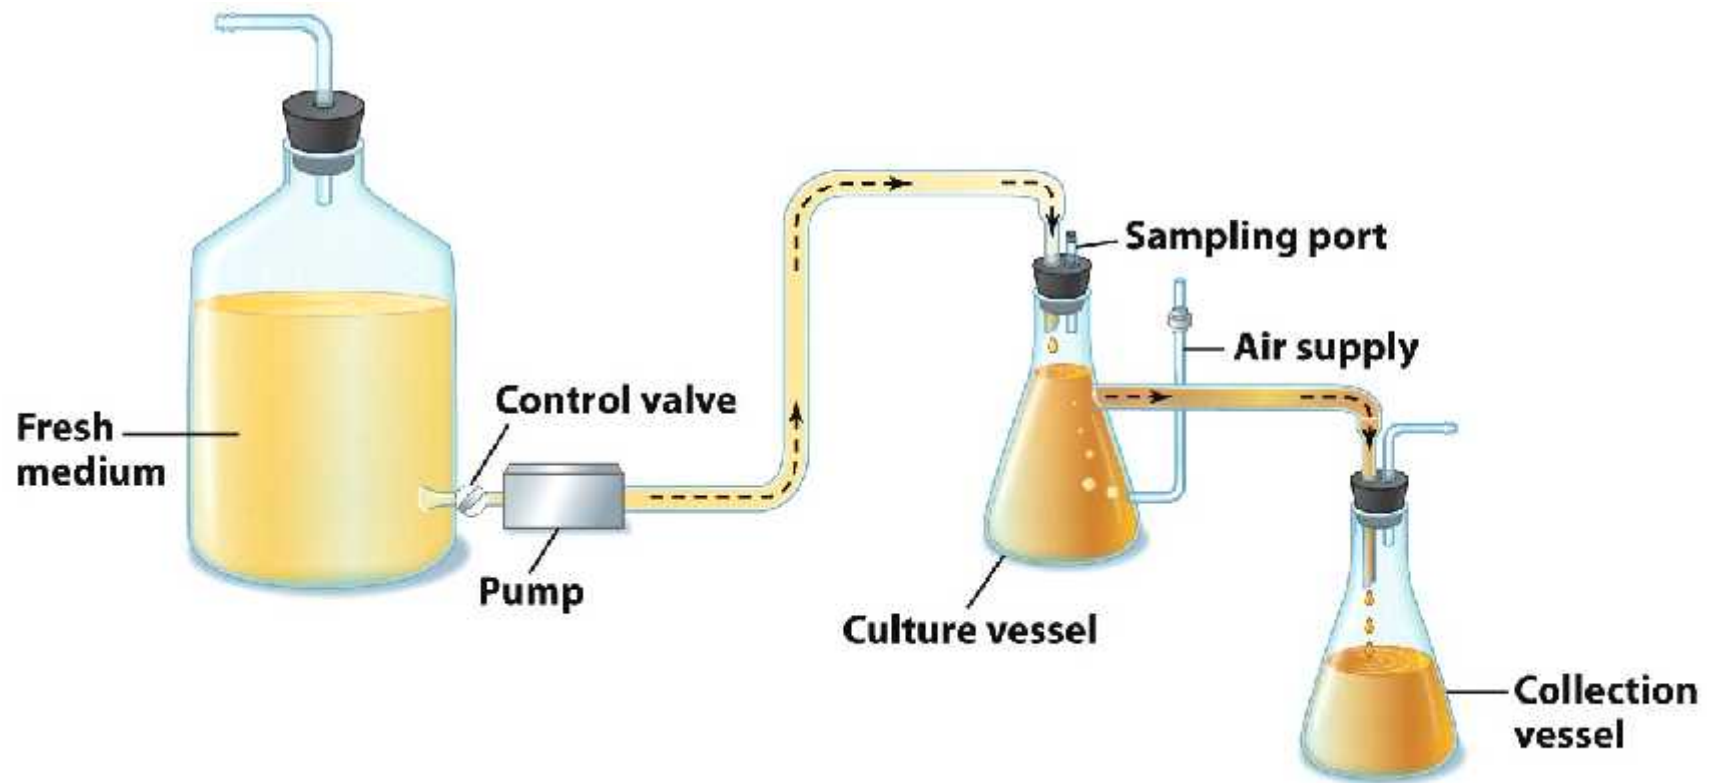 Sampling port
Air supply
Control valve
Fresh
medium
Pump
Culture vessel
Collection
vessel